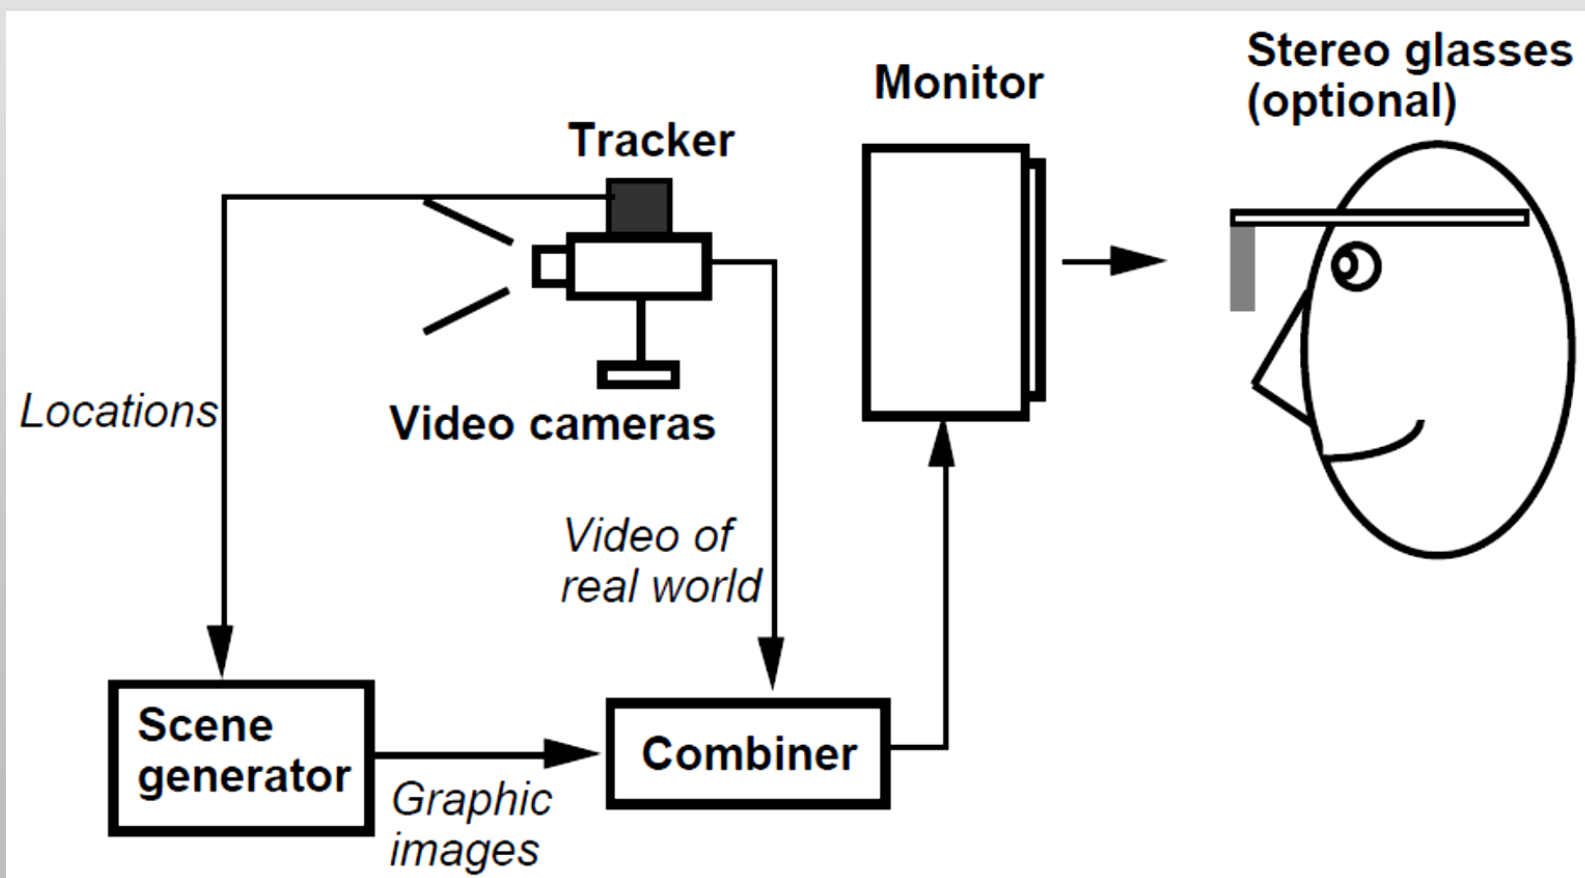 Stereo glasses
(optional)
Monitor
Tracker
Locations
Video cameras
Video of
real world
Scene
generator
Combiner
Graphic
images